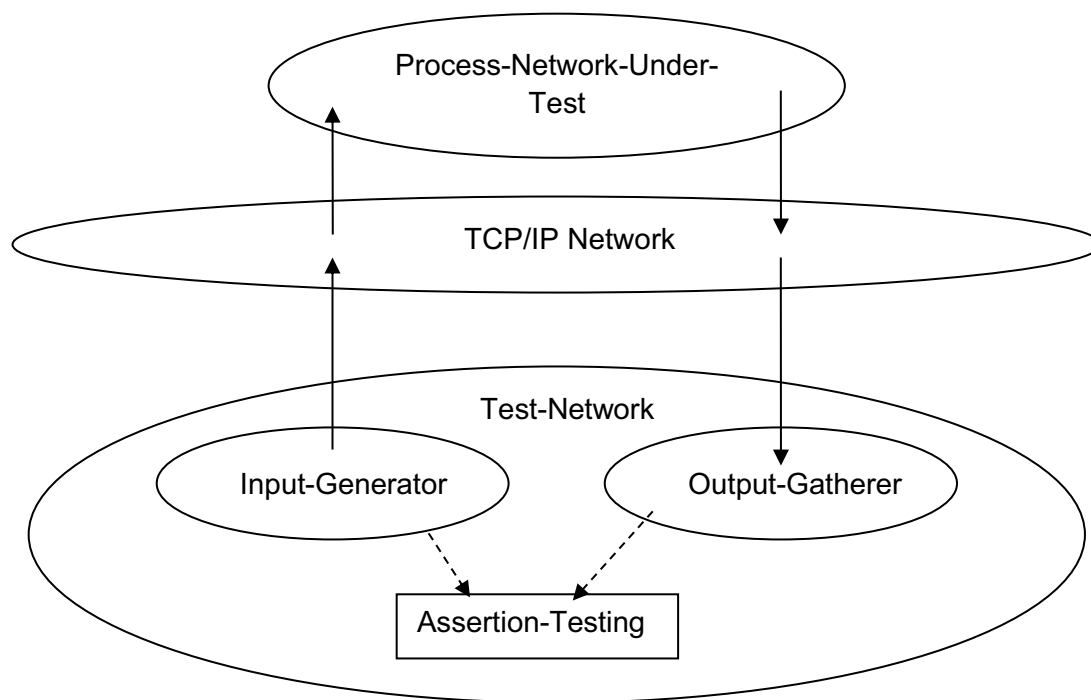 Process-Network-Under-
Test
TCP/IP Network
Test-Network
Input-Generator
Output-Gatherer
Assertion-Testing